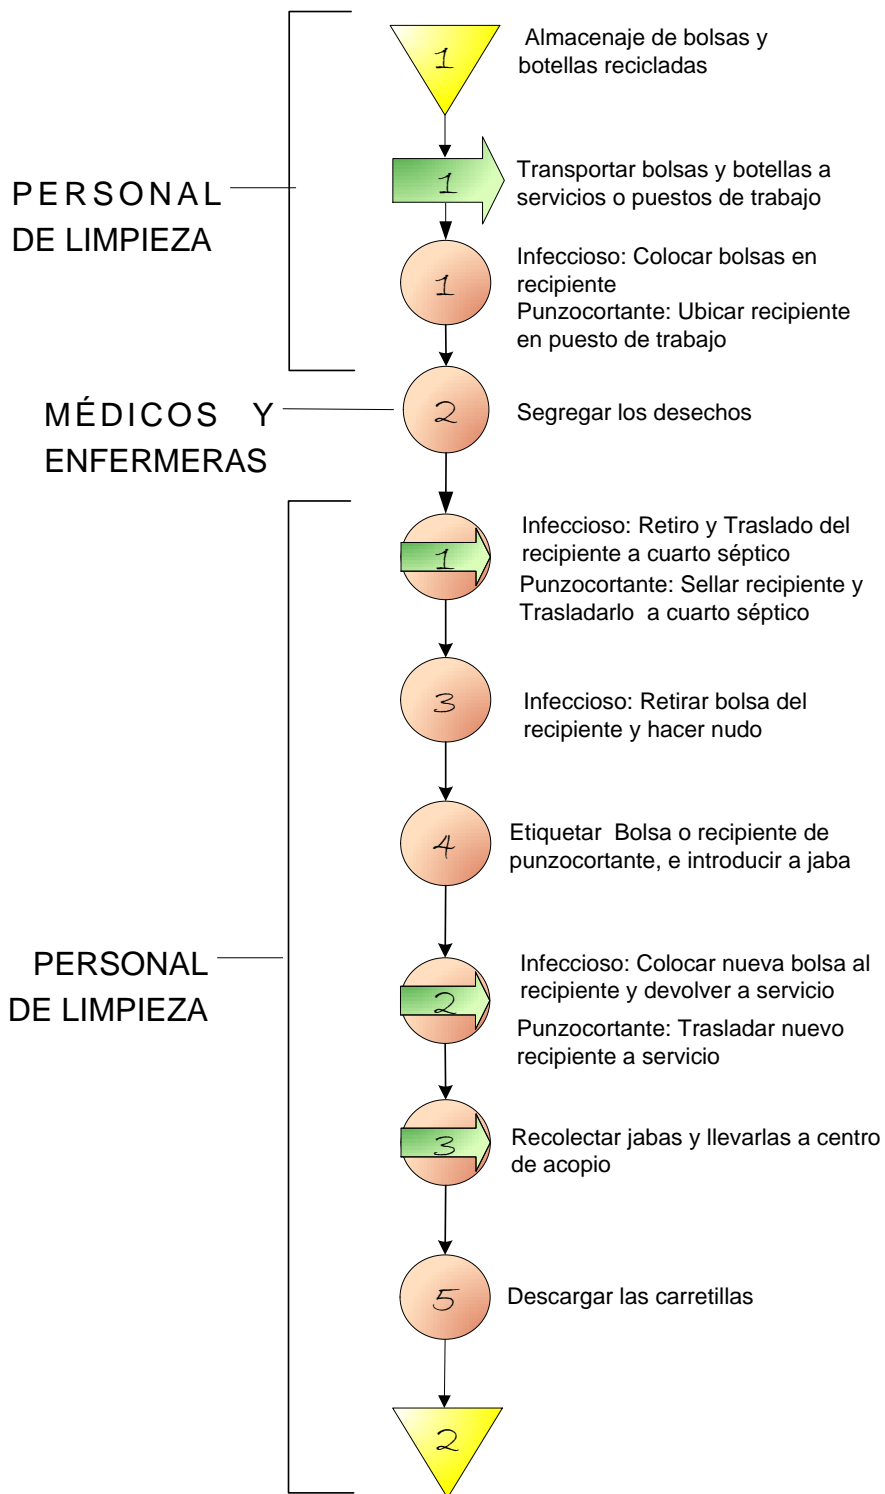 1
Almacenaje de bolsas y
botellas recicladas
PERSONAL
DE LIMPIEZA
1
Transportar bolsas y botellas a
servicios o puestos de trabajo
1
Infeccioso: Colocar bolsas en
recipiente
Punzocortante: Ubicar recipiente
en puesto de trabajo
MÉDICOS Y
ENFERMERAS
2
Segregar los desechos
1
Infeccioso: Retiro y Traslado del
recipiente a cuarto séptico
Punzocortante: Sellar recipiente y
Trasladarlo a cuarto séptico
3
Infeccioso: Retirar bolsa del
recipiente y hacer nudo
4
Etiquetar Bolsa o recipiente de
punzocortante, e introducir a jaba
PERSONAL
DE LIMPIEZA
2
Infeccioso: Colocar nueva bolsa al
recipiente y devolver a servicio
Punzocortante: Trasladar nuevo
recipiente a servicio
3
Recolectar jabas y llevarlas a centro
de acopio
5
Descargar las carretillas
2